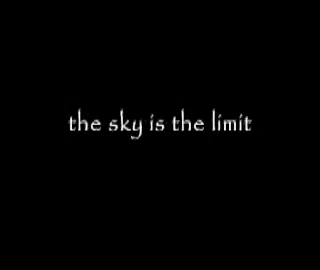 the sky is the limit